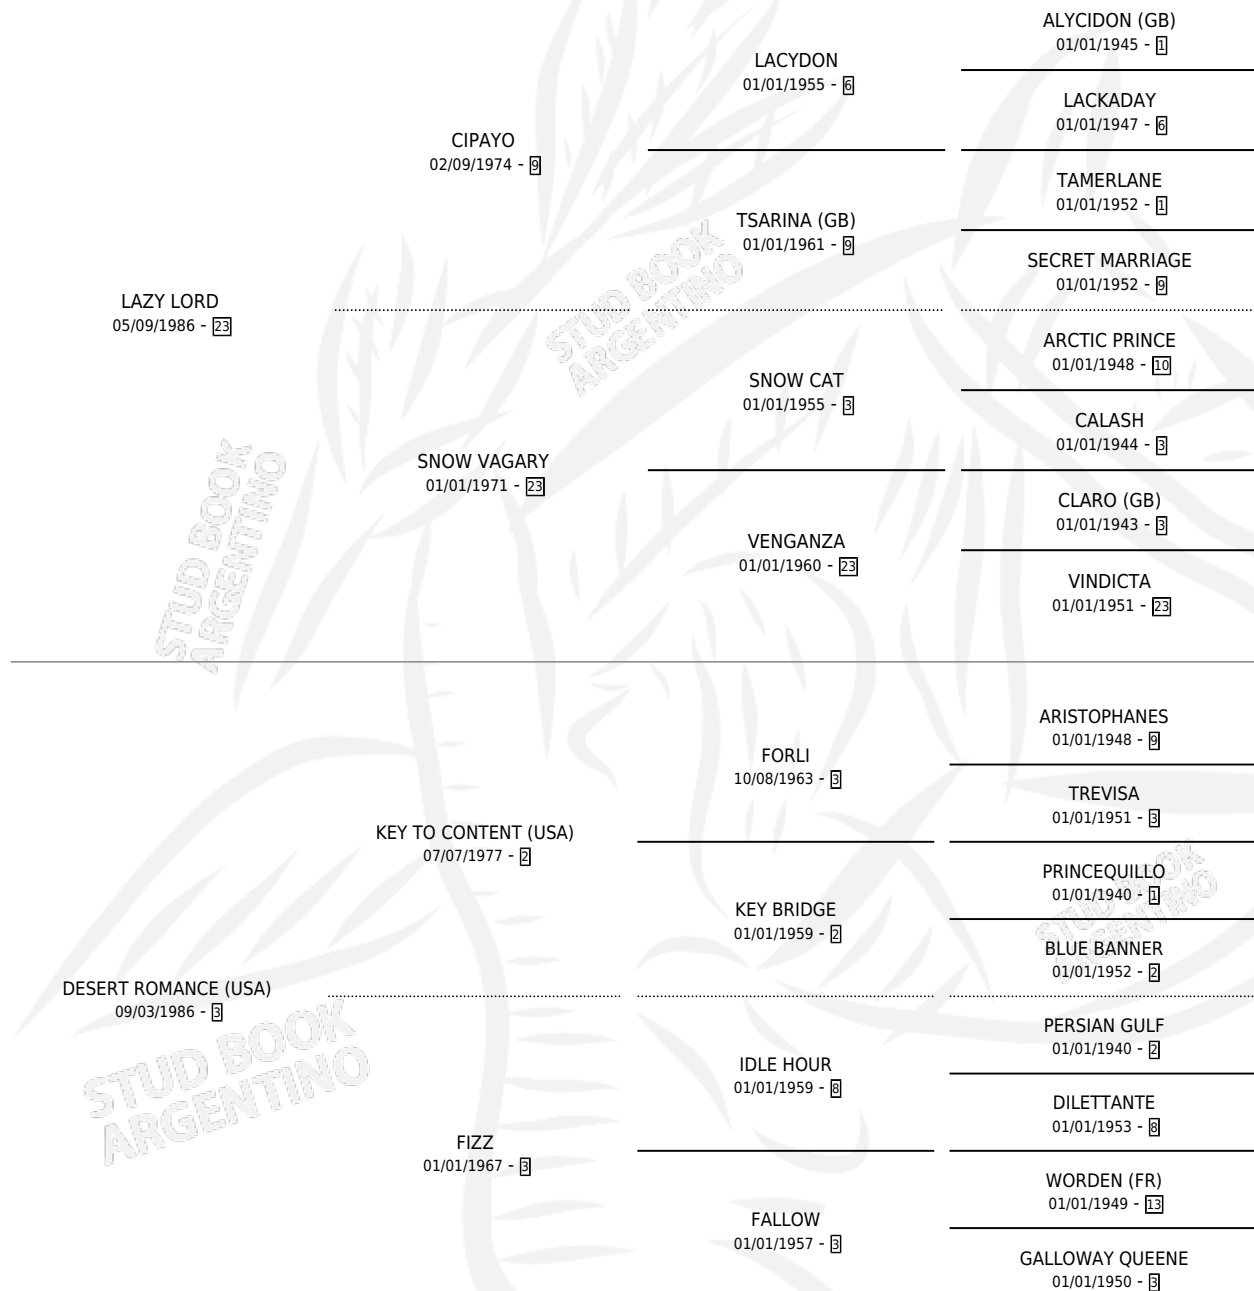 ALYCIDON (GB)
01/01/1945 - 1
LACYDON
01/01/1955 - 6
LACKADAY
01/01/1947 - 6
CIPAYO
02/09/1974 - 9
TAMERLANE
01/01/1952 - 1
TSARINA (GB)
01/01/1961 - 9
SECRET MARRIAGE
01/01/1952 - 9
LAZY LORD
05/09/1986 - 23
ARCTIC PRINCE
01/01/1948 - 10
SNOW CAT
01/01/1955 - 3
CALASH
01/01/1944 - 3
SNOW VAGARY
01/01/1971 - 23
CLARO (GB)
01/01/1943 - 3
VENGANZA
01/01/1960 - 23
VINDICTA
01/01/1951 - 23
STUD BOOK
ARGENTINO
STUD BOOK
ARGENTINO
ARISTOPHANES
01/01/1948 - 9
FORLI
10/08/1963 - 3
TREVISA
01/01/1951 - 3
KEY TO CONTENT (USA)
07/07/1977 - 2
PRINCEQUILLO
01/01/1940 - 1
KEY BRIDGE
01/01/1959 - 2
BLUE BANNER
01/01/1952 - 2
STUD BOOK
ARGENTINO
DESERT ROMANCE (USA)
09/03/1986 - 3
PERSIAN GULF
01/01/1940 - 2
IDLE HOUR
01/01/1959 - 8
DILETTANTE
01/01/1953 - 8
STUD BOOK
ARGENTINO
FIZZ
01/01/1967 - 3
WORDEN (FR)
01/01/1949 - 13
FALLOW
01/01/1957 - 3
GALLOWAY QUEENE
01/01/1950 - 3